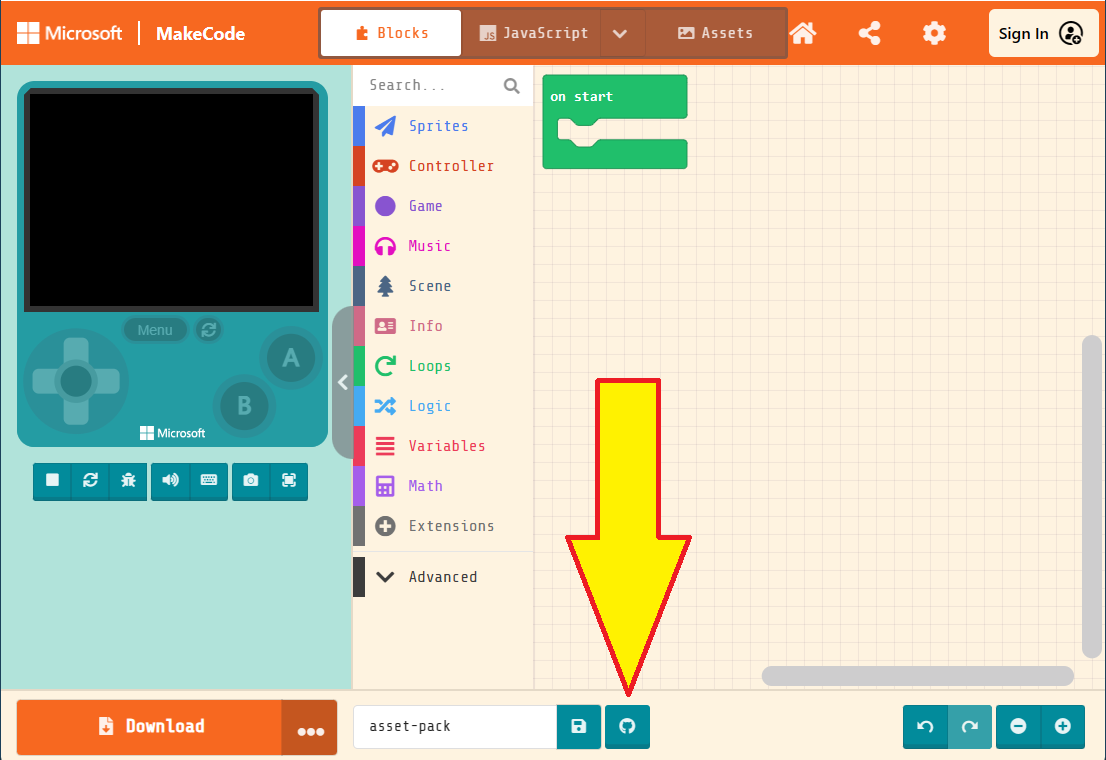 Microsoft MakeCode Blocks JS JavaScript Assets Sign In
Search...
on start
Sprites
Controller
Game
Music
Scene
Info
Loops
Logic
Variables
Math
Extensions
Advanced
Menu
A
B
Microsoft
Download
asset-pack